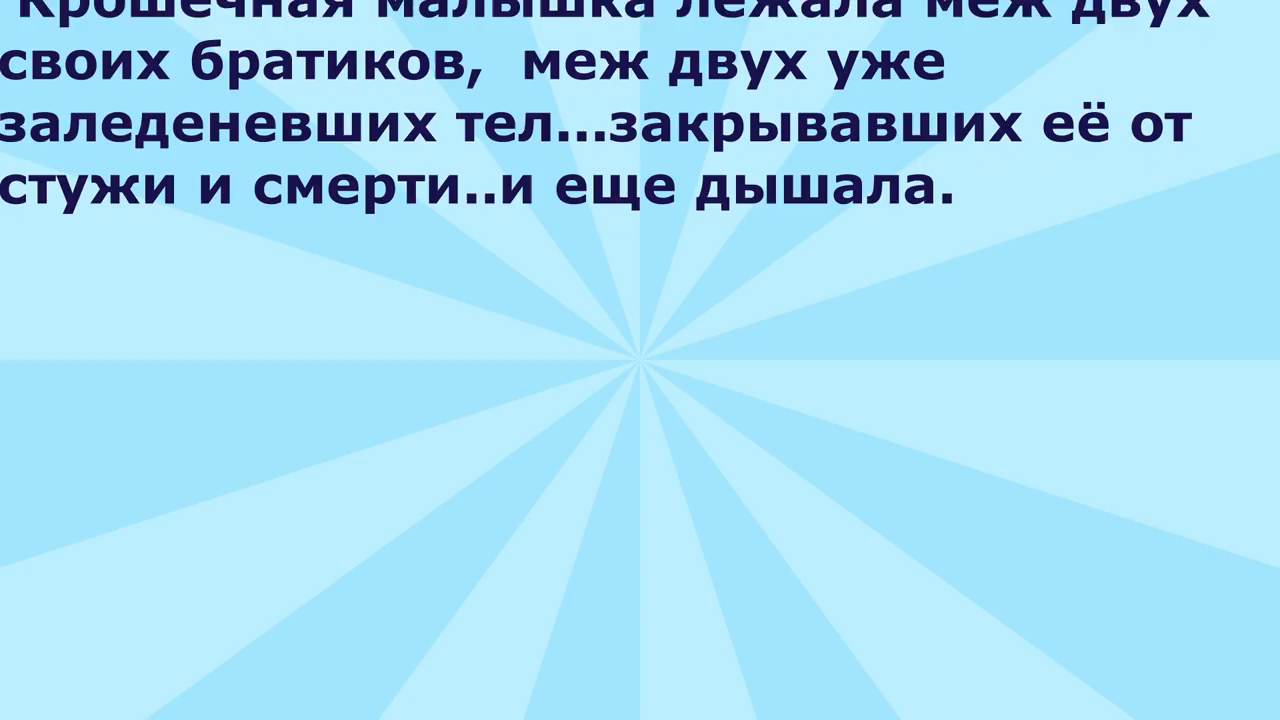 Крошечная малышка лежала меж двух
своих братиков,  меж двух уже
заледеневших тел...закрывавших её от
стужи и смерти..и еще дышала.